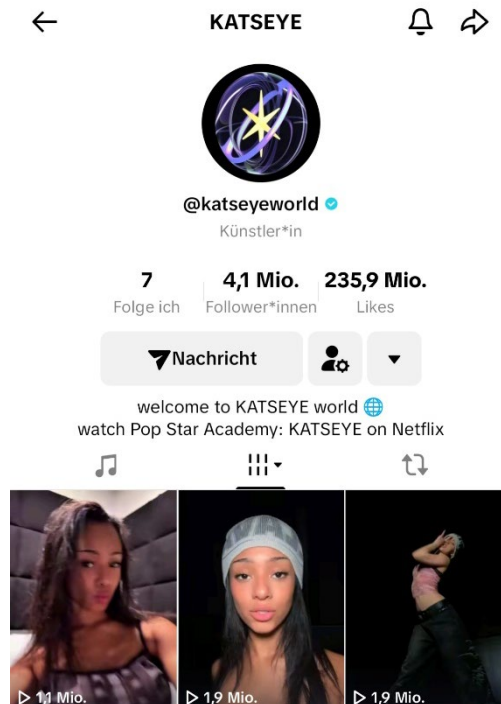 KATSEYE
@katseyeworld
Künstler*in
7 4,1 Mio. 235,9 Mio.
Folge ich Follower*innen Likes
Nachricht
welcome to KATSEYE world 🌐
watch Pop Star Academy: KATSEYE on Netflix
1,1 Mio. 1,9 Mio. 1,9 Mio.